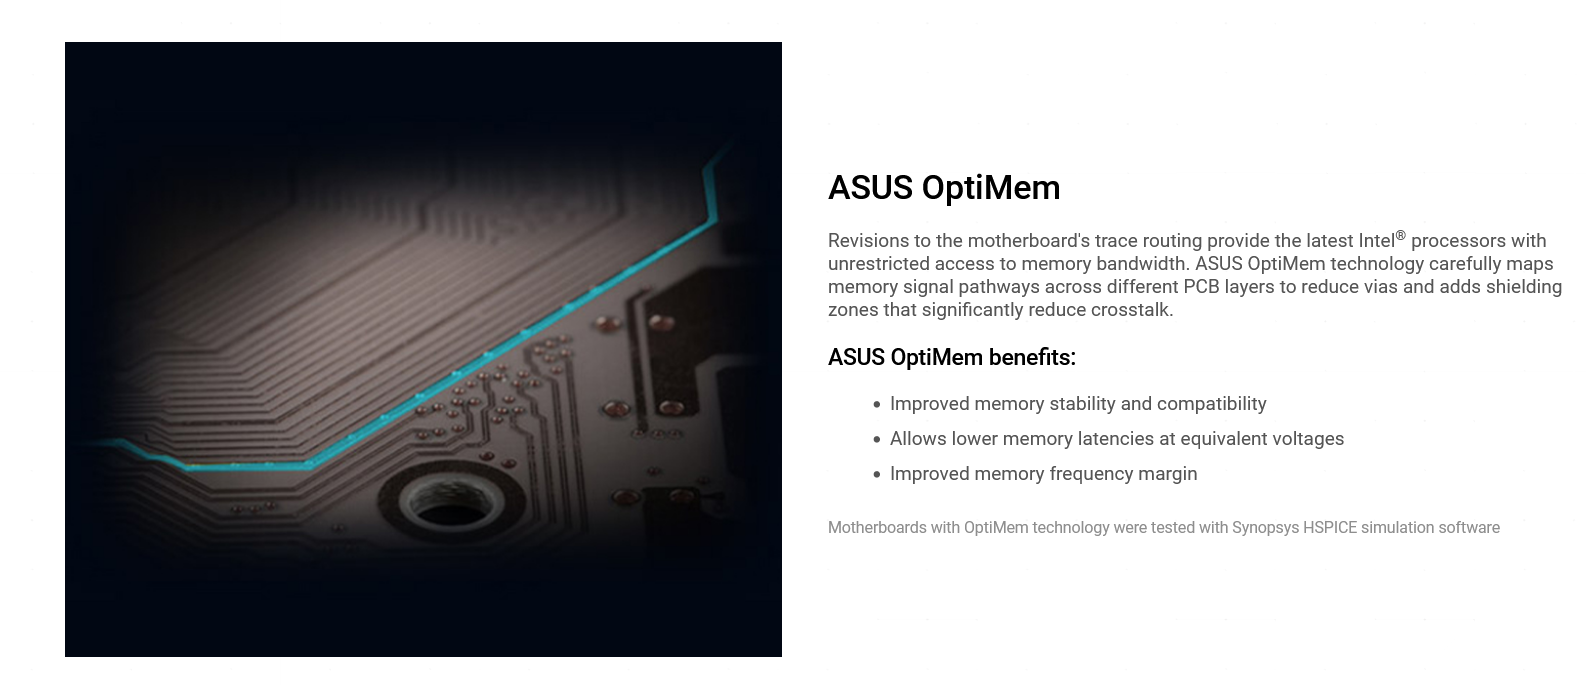 ASUS OptiMem
Revisions to the motherboard's trace routing provide the latest Intel® processors with
unrestricted access to memory bandwidth. ASUS OptiMem technology carefully maps
memory signal pathways across different PCB layers to reduce vias and adds shielding
zones that significantly reduce crosstalk.
ASUS OptiMem benefits:
• Improved memory stability and compatibility
• Allows lower memory latencies at equivalent voltages
• Improved memory frequency margin
Motherboards with OptiMem technology were tested with Synopsys HSPICE simulation software